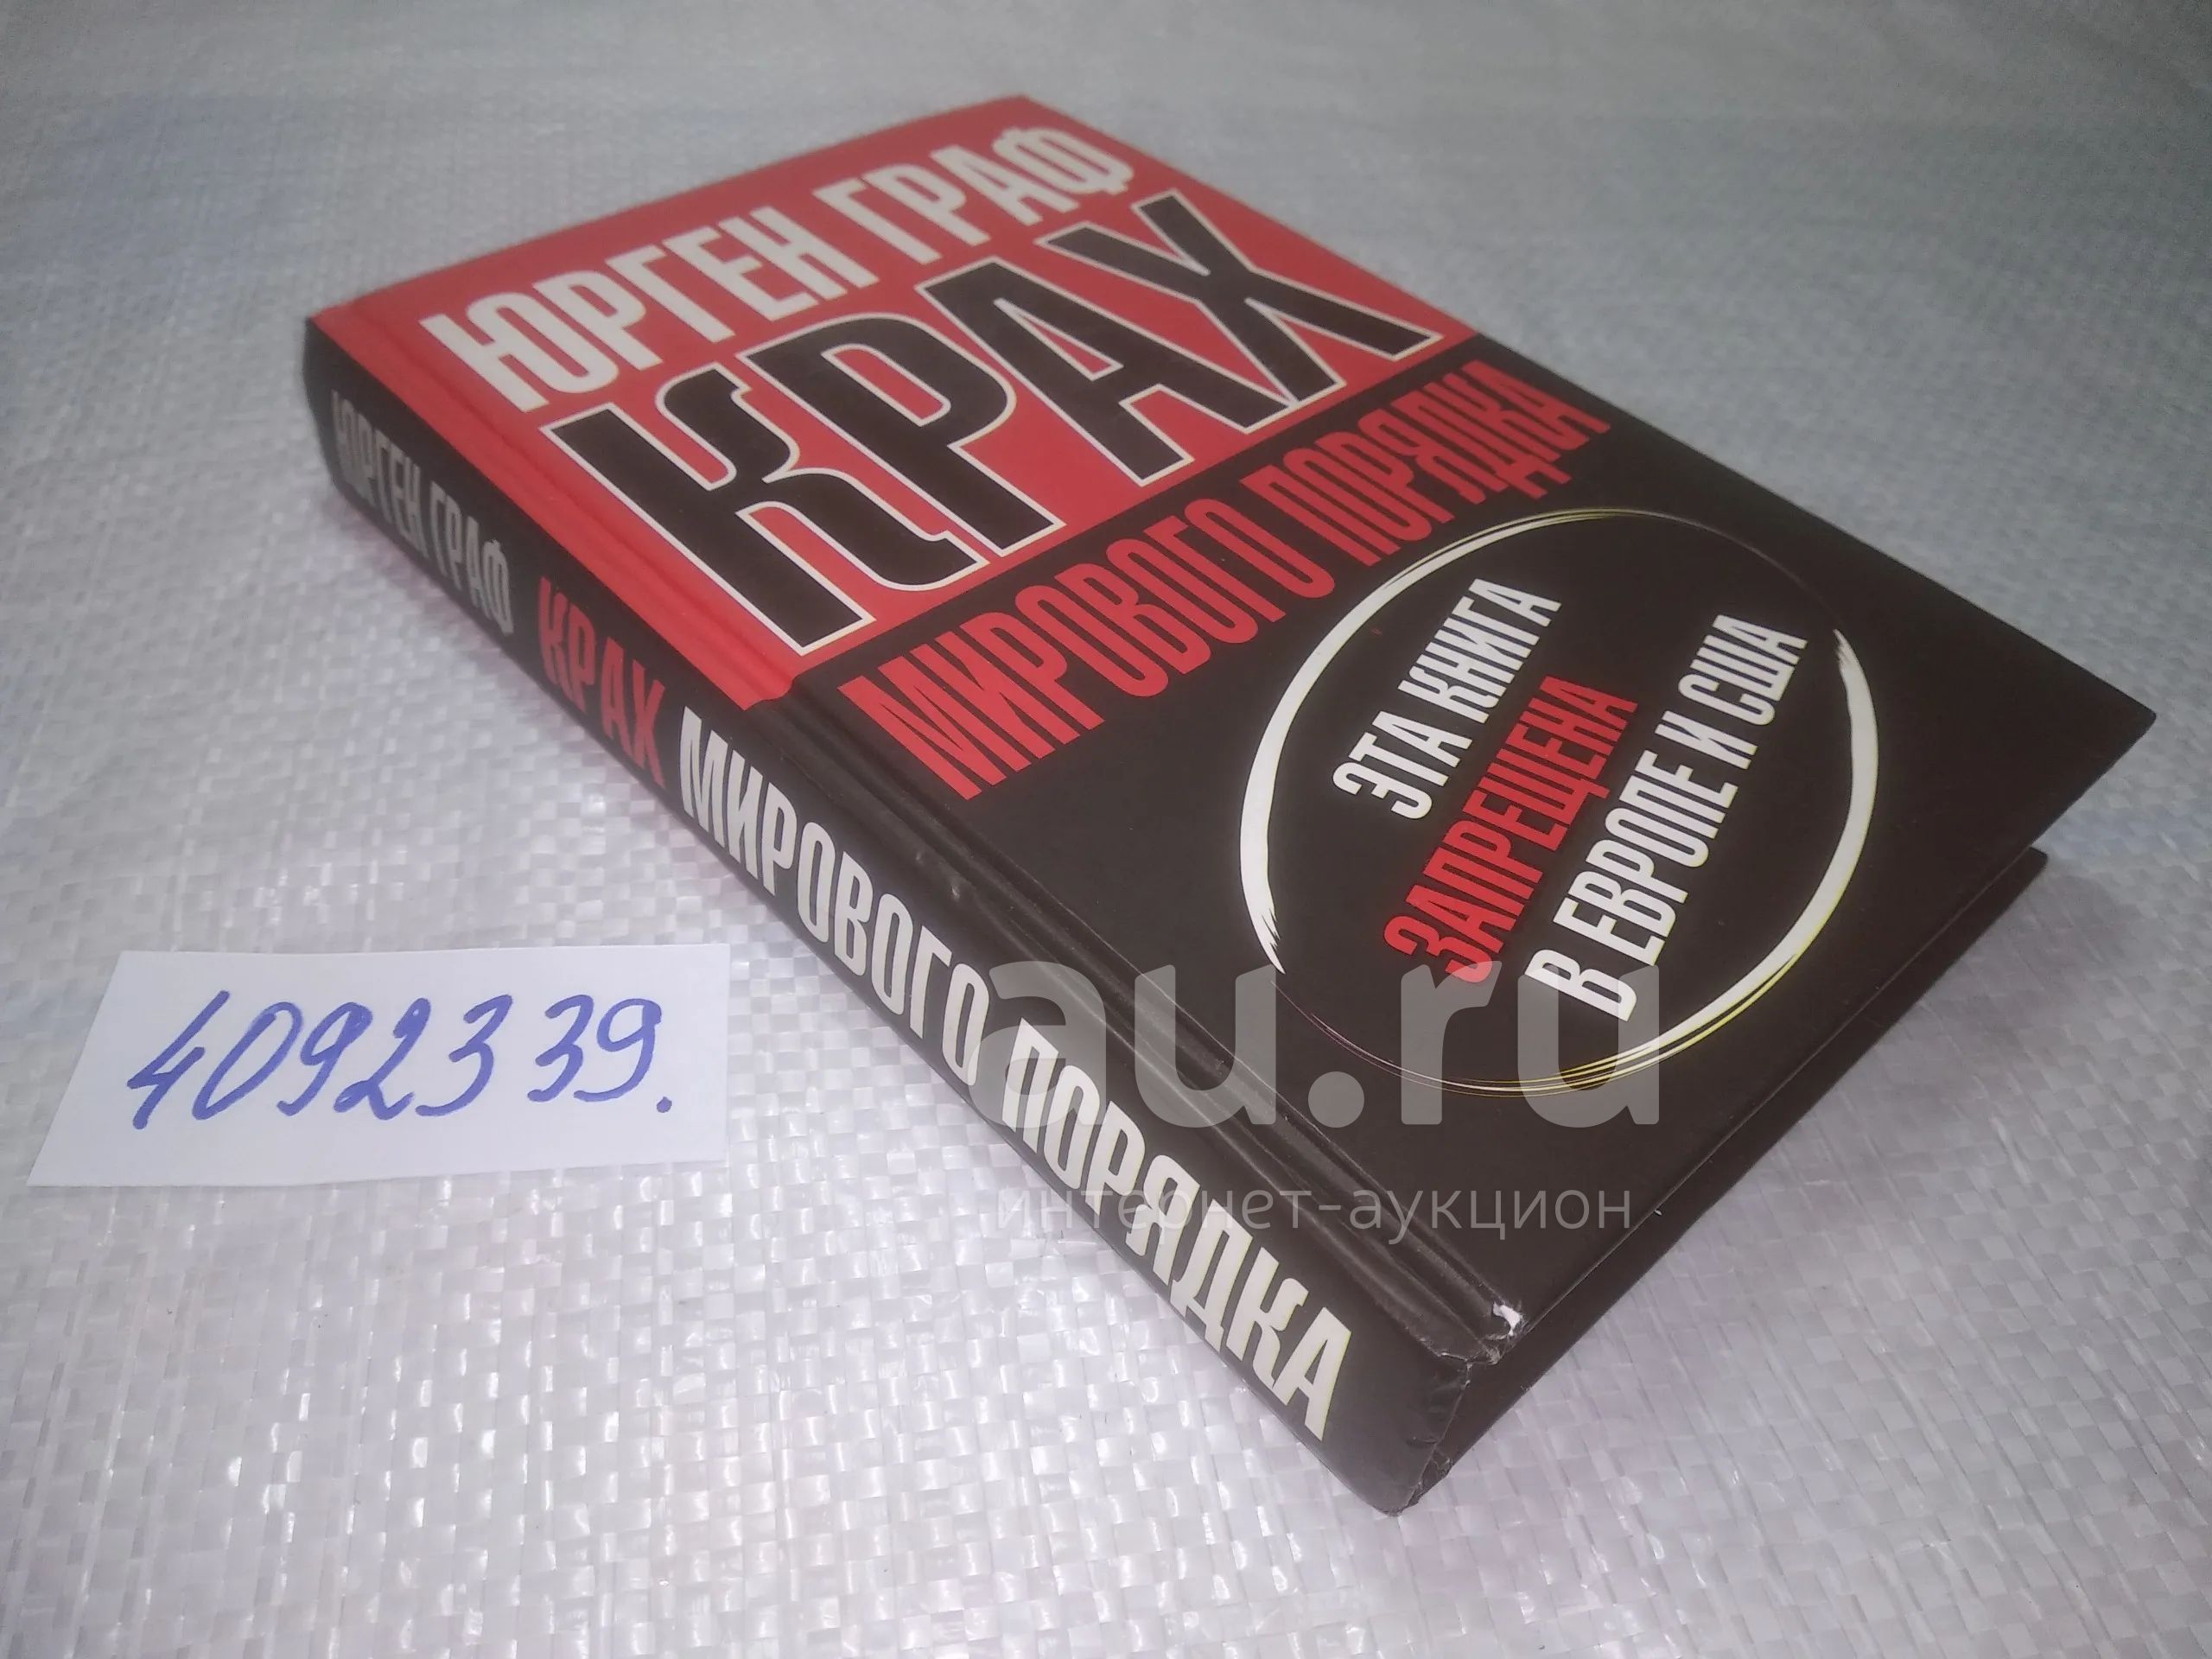 ЮРГЕН ГРАФ
КРАХ
МИРОВОГО ПОРЯДКА
ЭТА КНИГА
ЗАПРЕЩЕНА
В ЕВРОПЕ И США
ЮРГЕН ГРАФ КРАХ МИРОВОГО ПОРЯДКА
4092339.
au.ru
интернет-аукцион